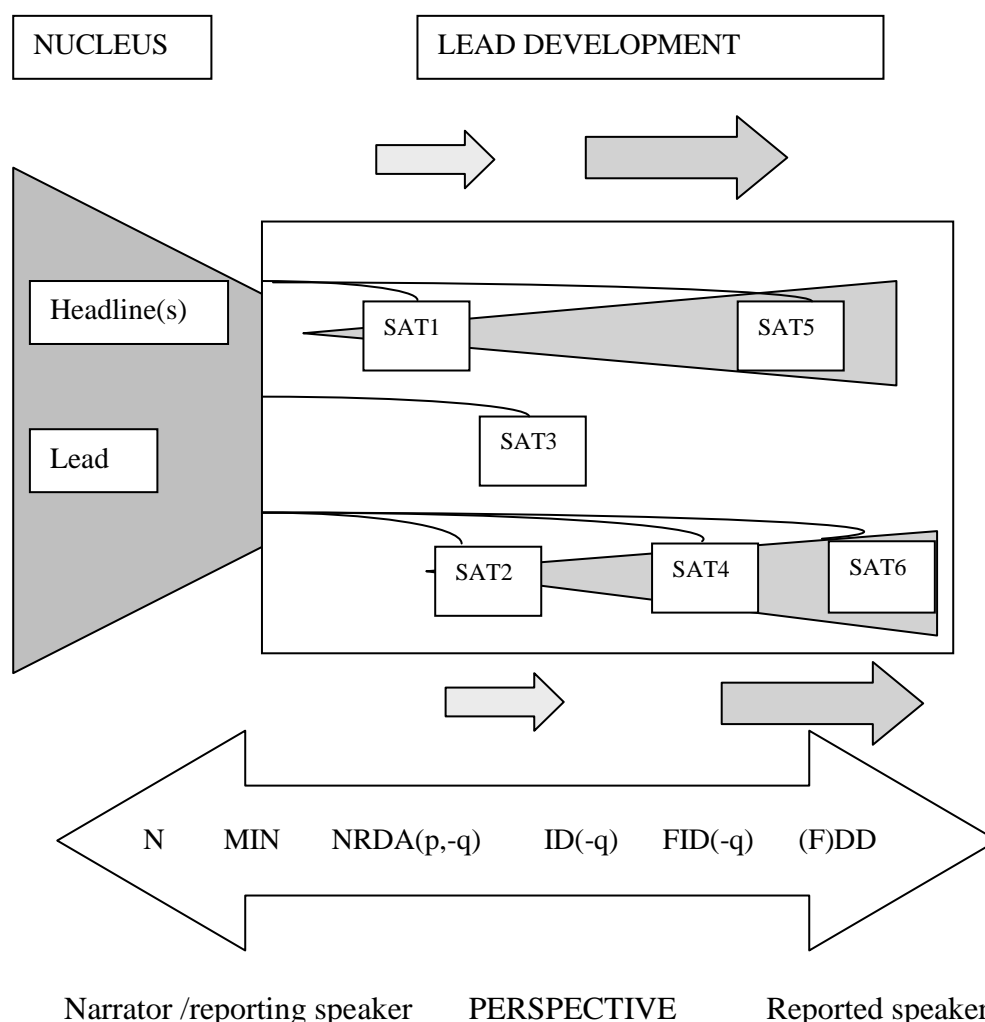 NUCLEUS LEAD DEVELOPMENT
Headline(s)
SAT1 SAT5
SAT3
Lead
SAT2 SAT4 SAT6
N MIN NRDA(p,-q) ID(-q) FID(-q) (F)DD
Narrator /reporting speaker PERSPECTIVE Reported speaker